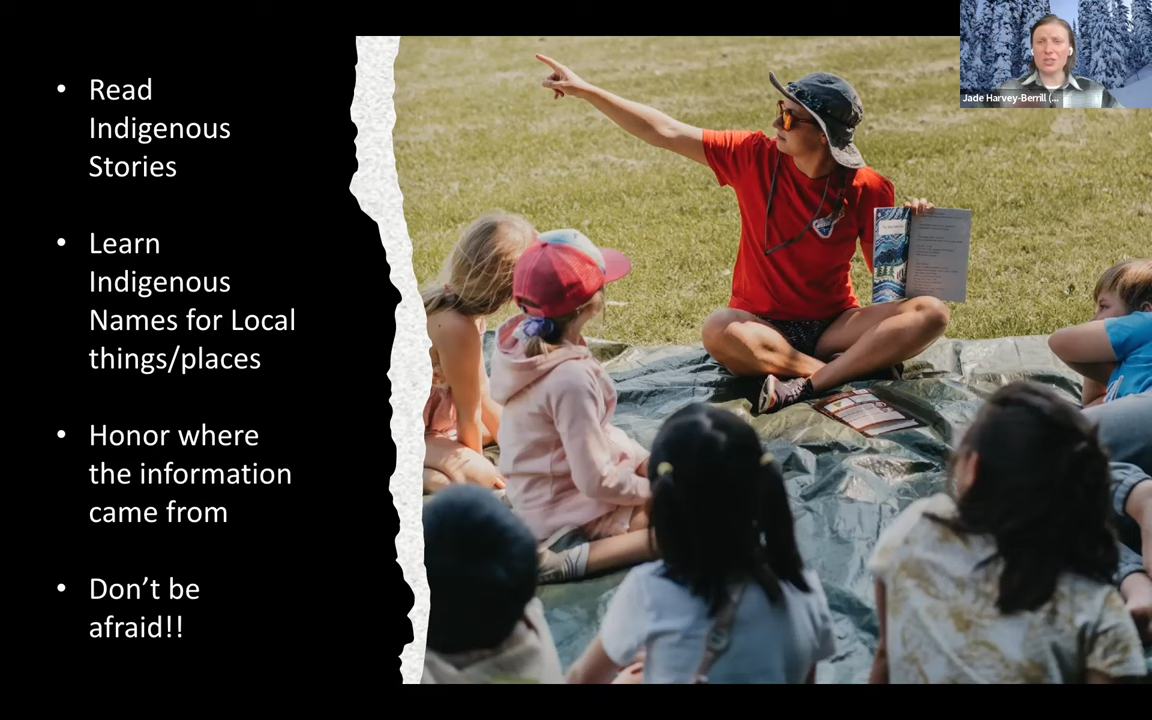 • Read
Indigenous
Stories
• Learn
Indigenous
Names for Local
things/places
• Honor where
the information
came from
• Don't be
afraid!!
Jade Harvey-Berrill (...